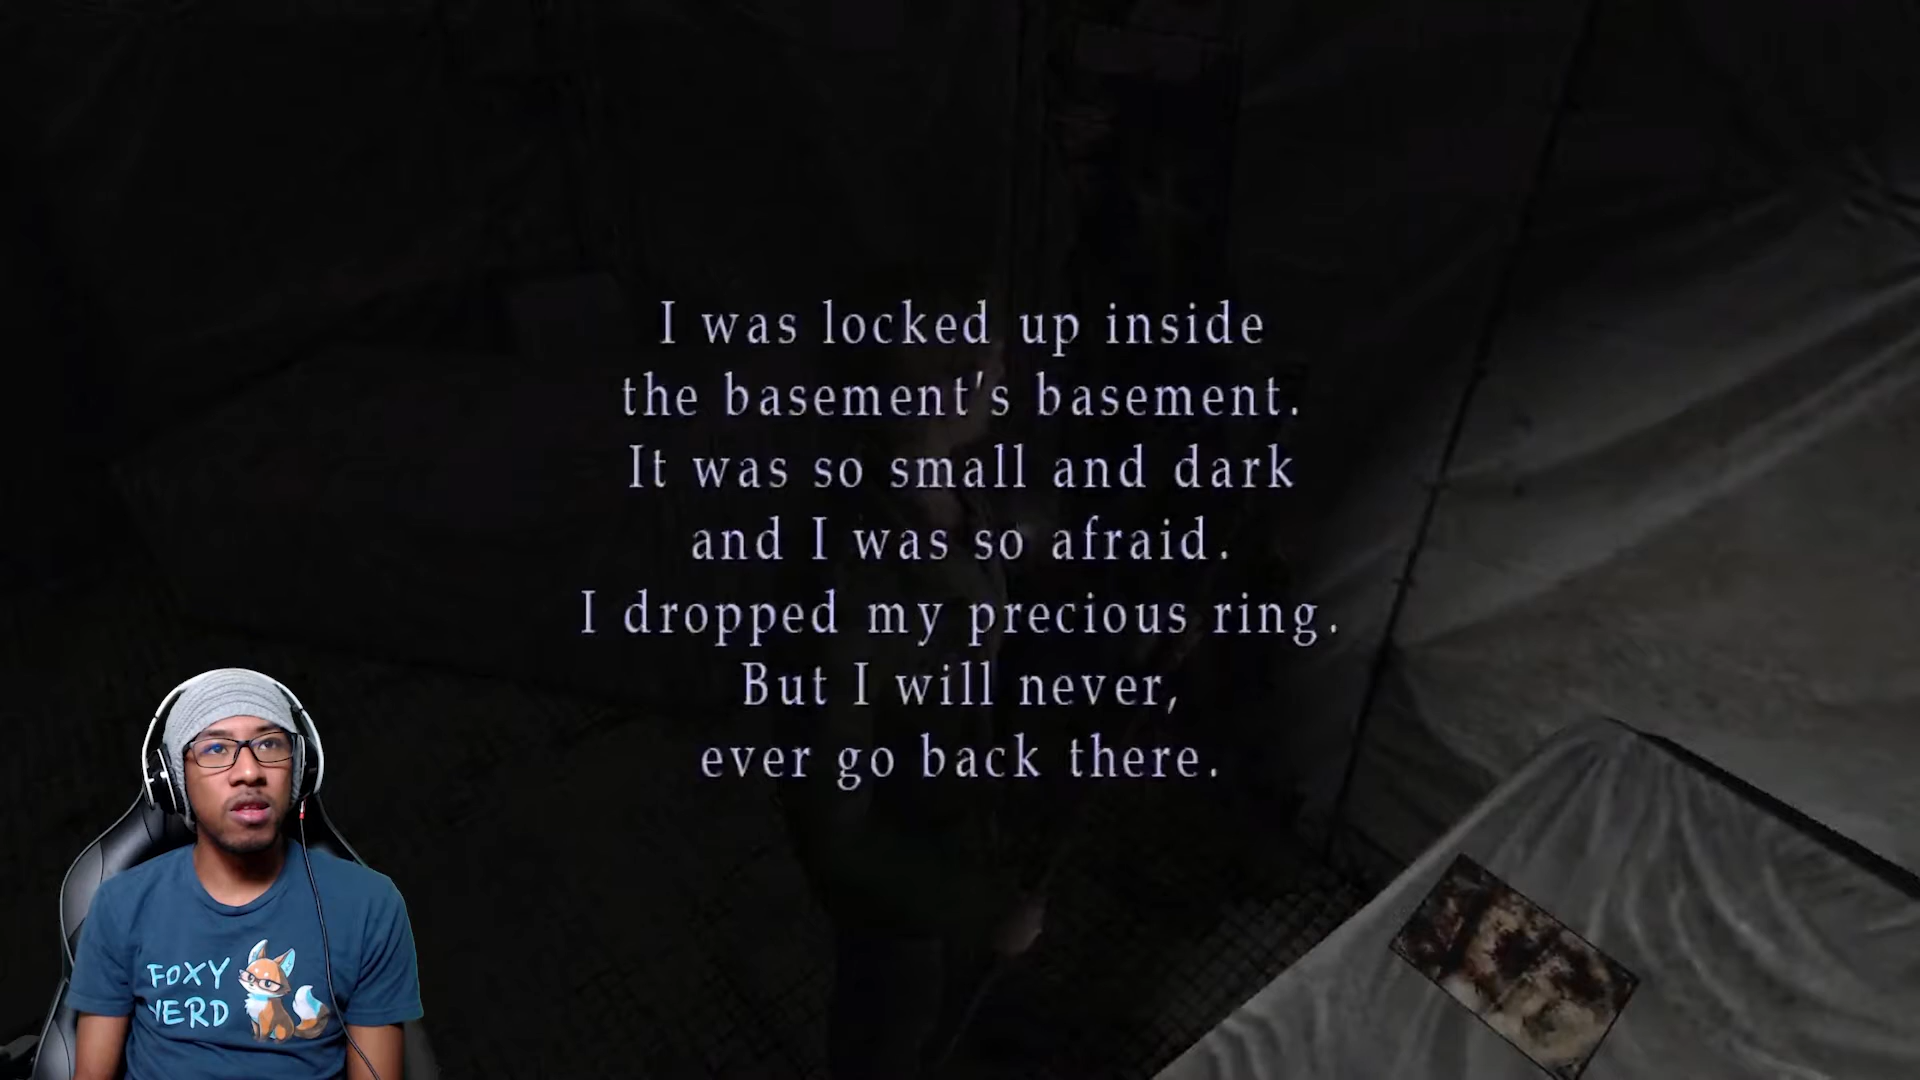 I was locked up inside
the basement's basement.
It was so small and dark
and I was so afraid.
I dropped my precious ring.
But I will never,
ever go back there.
FOXY
NERD